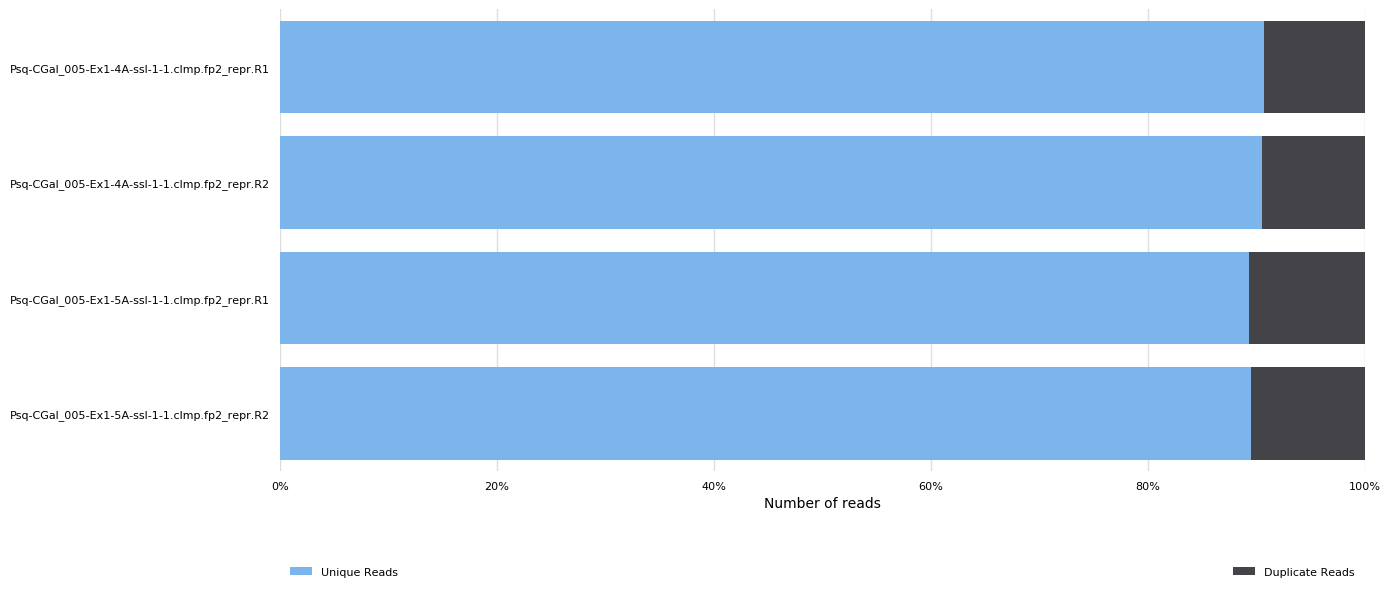 Psq-CGal_005-Ex1-4A-ssl-1-1.clmp.fp2_repr.R1
Psq-CGal_005-Ex1-4A-ssl-1-1.clmp.fp2_repr.R2
Psq-CGal_005-Ex1-5A-ssl-1-1.clmp.fp2_repr.R1
Psq-CGal_005-Ex1-5A-ssl-1-1.clmp.fp2_repr.R2
0% 20% 40% 60% 80% 100%
Number of reads
Unique Reads Duplicate Reads